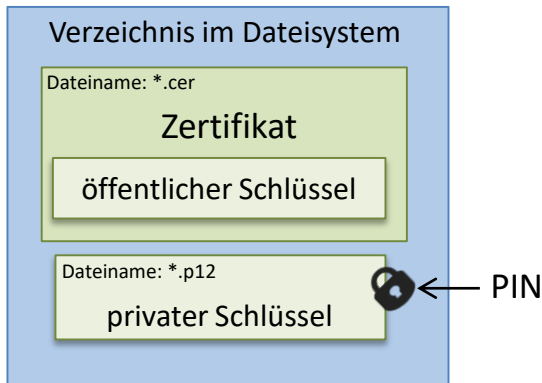 Verzeichnis im Dateisystem
Dateiname: *.cer
Zertifikat
öffentlicher Schlüssel
Dateiname: *.p12
privater Schlüssel
PIN